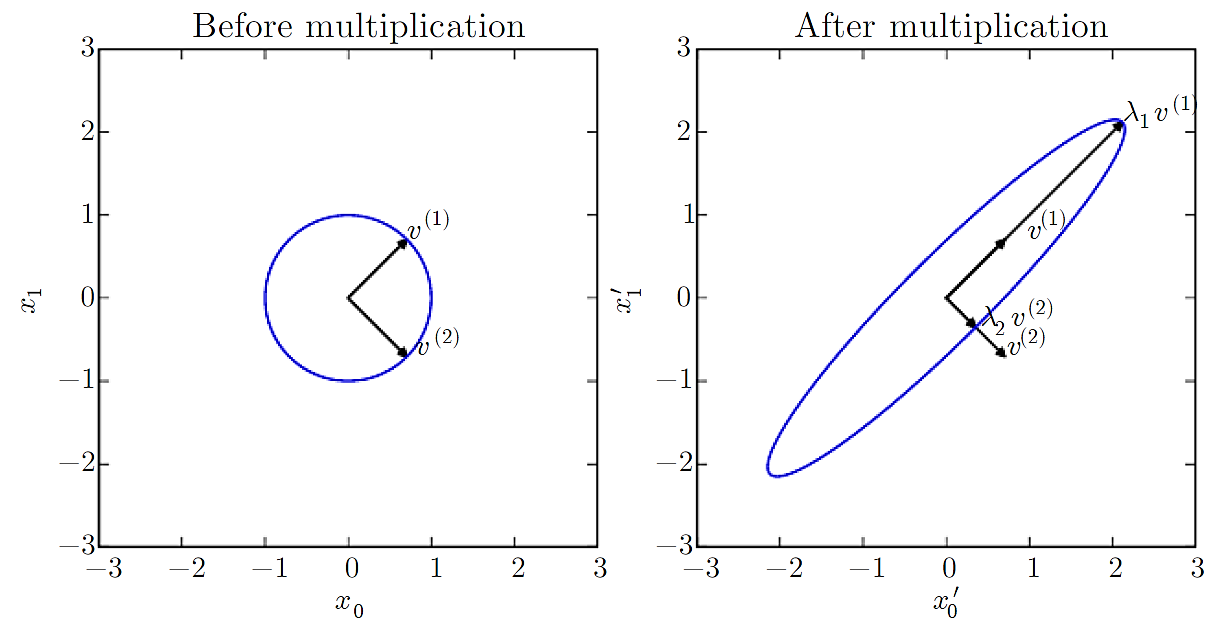 Before multiplication
3
2
1
0
−1
−2
−3
−3 −2 −1 0 1 2 3
x₀
x₁
v⁽¹⁾
v⁽²⁾
After multiplication
3
2
1
0
−1
−2
−3
−3 −2 −1 0 1 2 3
x₀′
x₁′
λ₁ v⁽¹⁾
v⁽¹⁾
λ₂ v⁽²⁾
v⁽²⁾